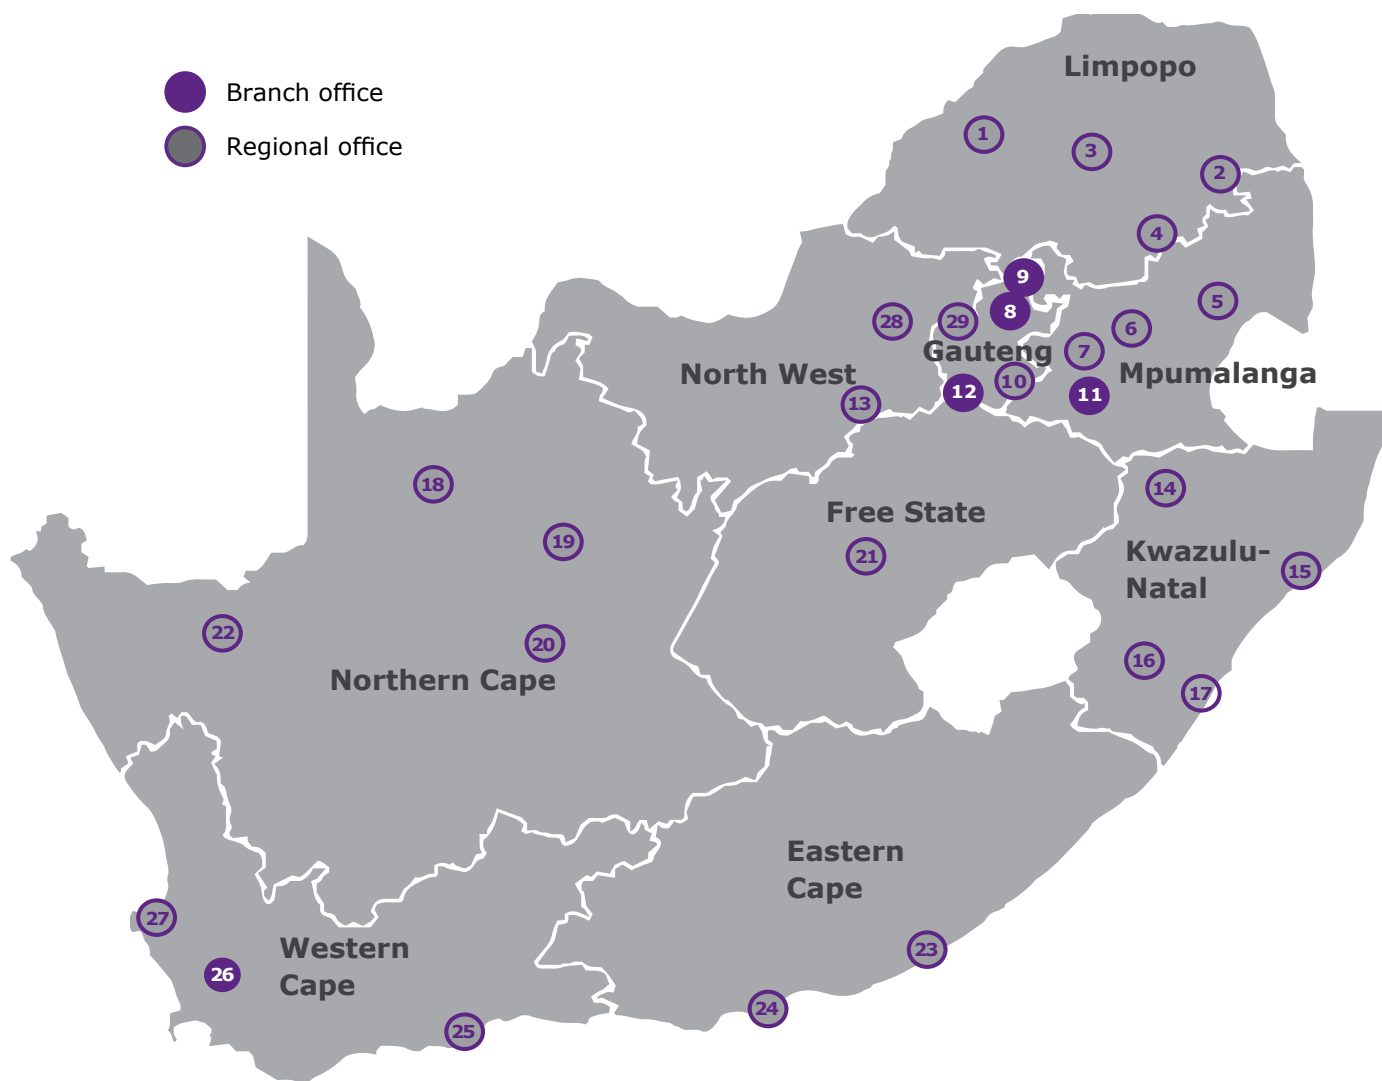 Limpopo
Branch office
Regional office
1
3
2
4
9
5
8
28
29
6
Gauteng
7
North West
Mpumalanga
10
12
11
13
18
14
Free State
19
21
Kwazulu-
Natal
15
22
20
16
Northern Cape
17
Eastern
Cape
27
Western
Cape
23
26
24
25